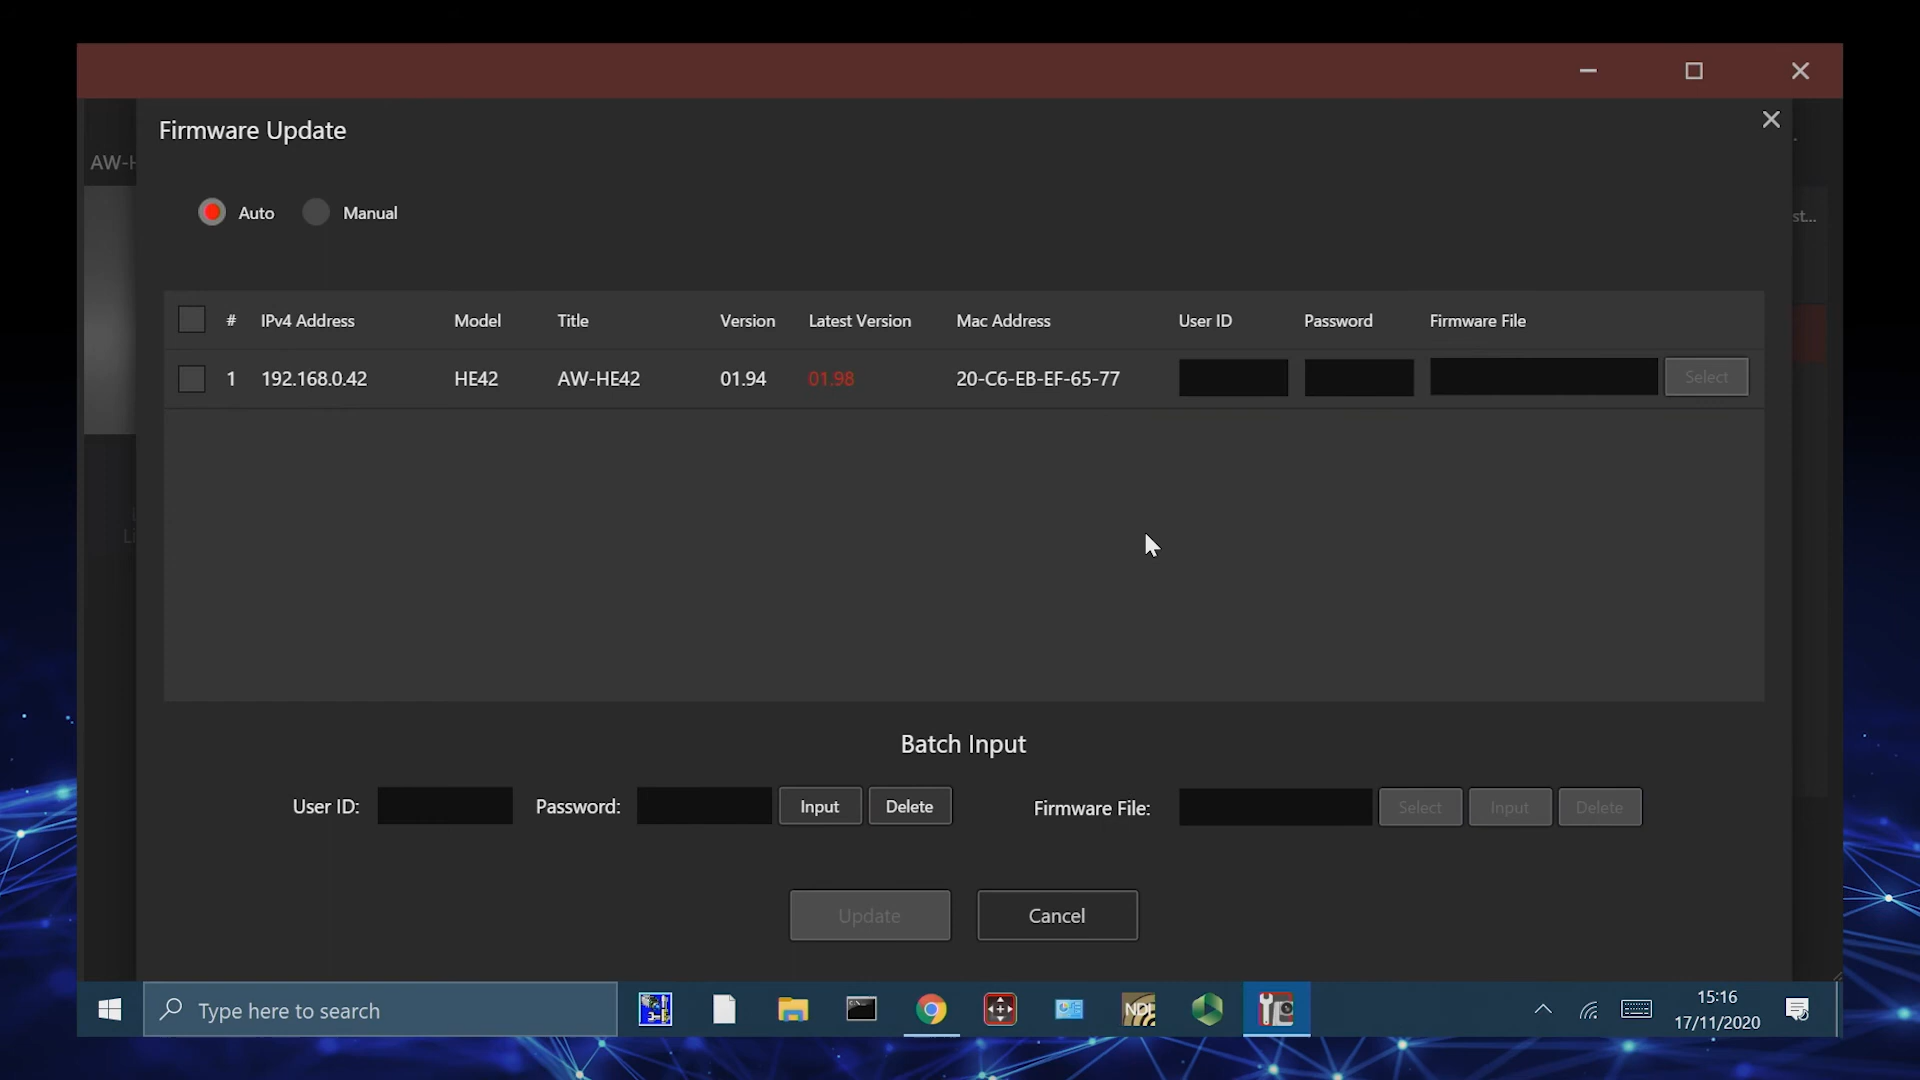 Firmware Update
AW-H
Auto Manual
st...
# IPv4 Address Model Title Version Latest Version Mac Address User ID Password Firmware File
1 192.168.0.42 HE42 AW-HE42 01.94 01.98 20-C6-EB-EF-65-77 Select
Li
Batch Input
User ID: Password: Input Delete Firmware File: Select Input Delete
Update Cancel
Type here to search
NDI
15:16
17/11/2020